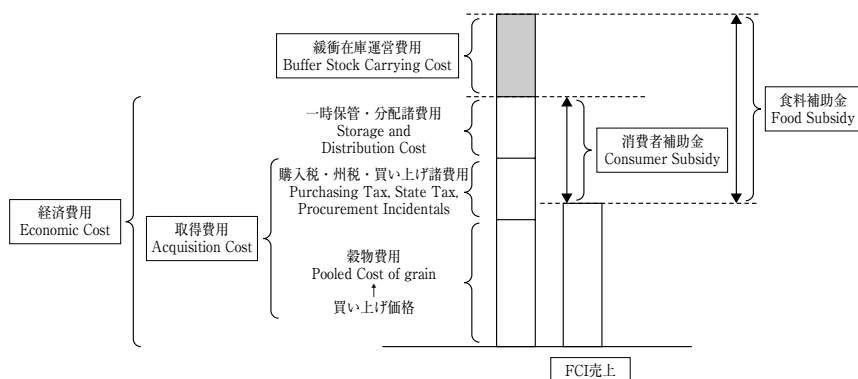 緩衝在庫運営費用
Buffer Stock Carrying Cost
食料補助金
Food Subsidy
一時保管・分配諸費用
Storage and
Distribution Cost
消費者補助金
Consumer Subsidy
購入税・州税・買い上げ諸費用
Purchasing Tax, State Tax,
Procurement Incidentals
経済費用
Economic Cost
取得費用
Acquisition Cost
穀物費用
Pooled Cost of grain
↑
買い上げ価格
FCI売上